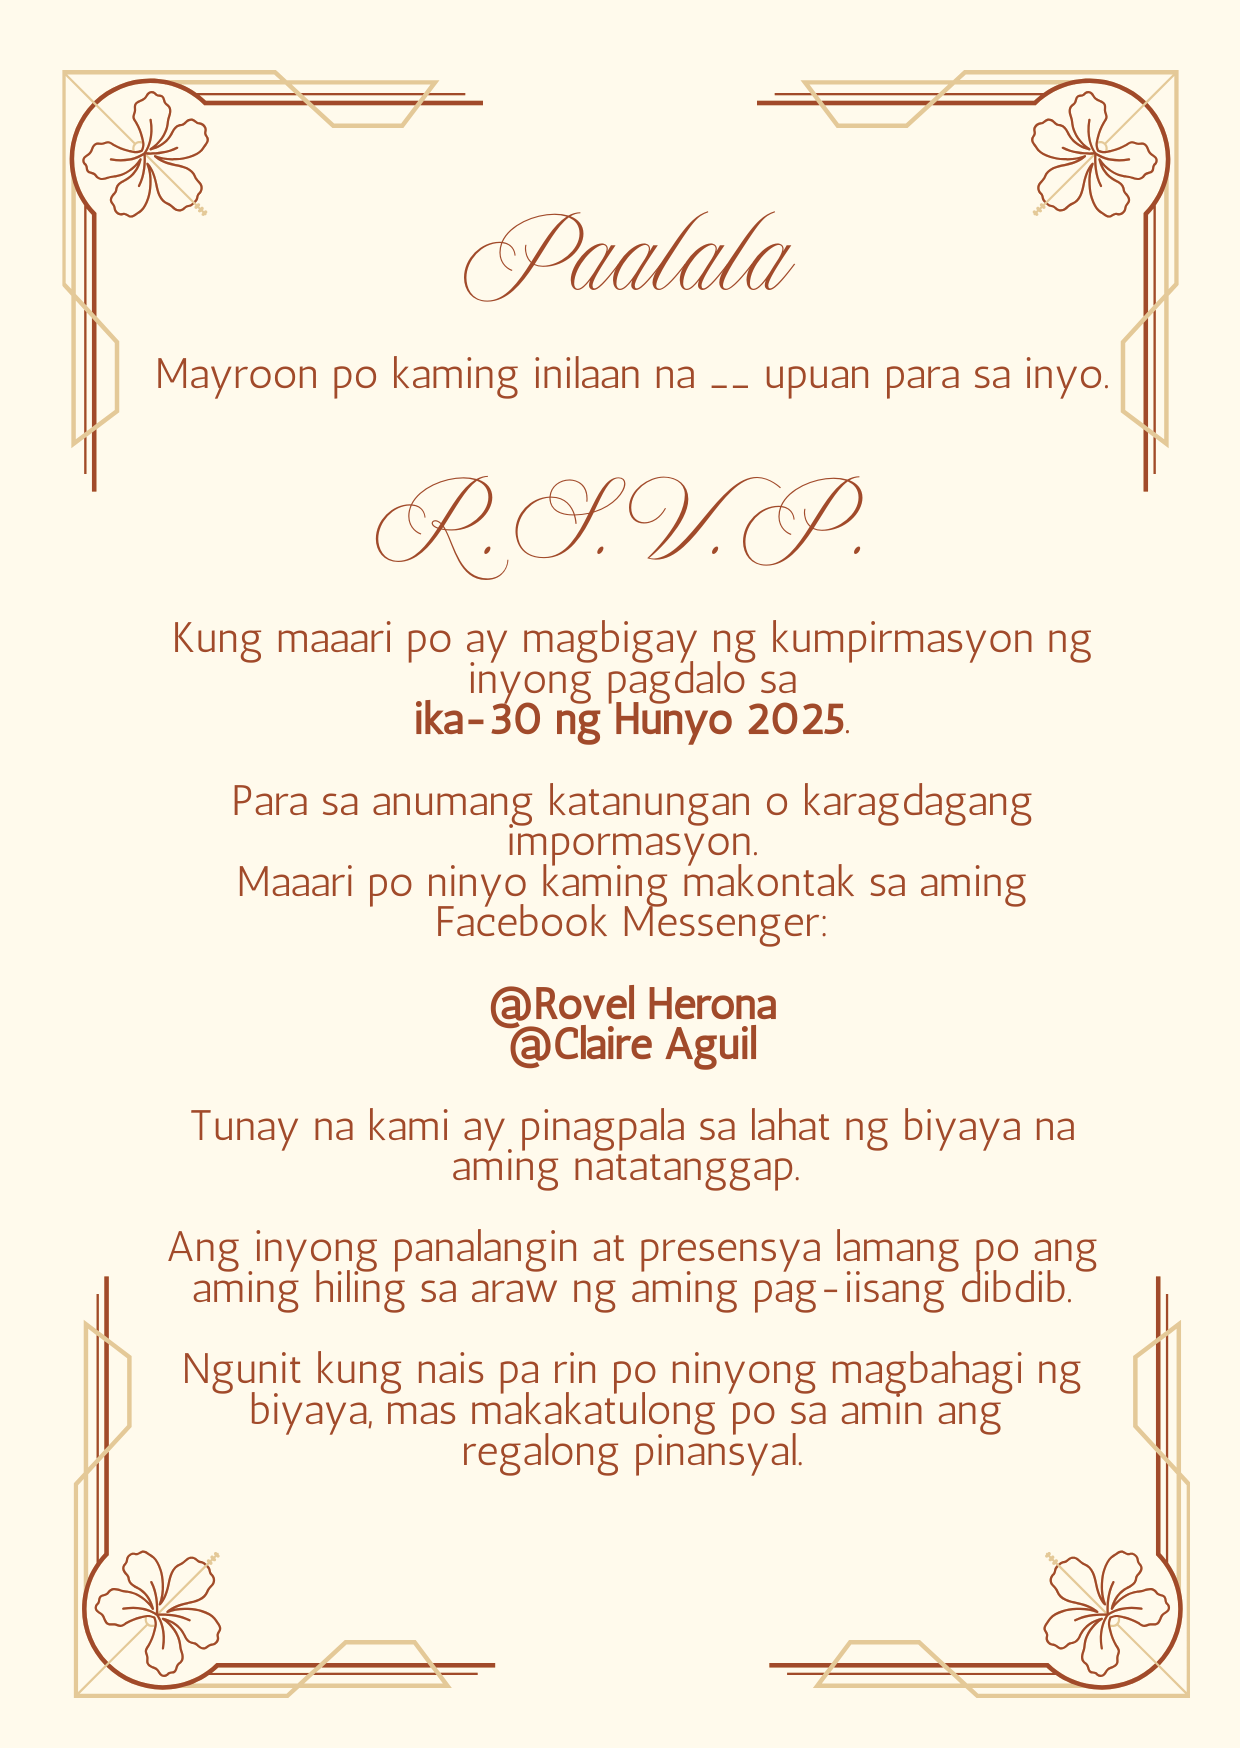 Paalala
Mayroon po kaming inilaan na __ upuan para sa inyo.
R.S.V.P.
Kung maaari po ay magbigay ng kumpirmasyon ng
inyong pagdalo sa
ika-30 ng Hunyo 2025.
Para sa anumang katanungan o karagdagang
impormasyon.
Maaari po ninyo kaming makontak sa aming
Facebook Messenger:
@Rovel Herona
@Claire Aguil
Tunay na kami ay pinagpala sa lahat ng biyaya na
aming natatanggap.
Ang inyong panalangin at presensya lamang po ang
aming hiling sa araw ng aming pag-iisang dibdib.
Ngunit kung nais pa rin po ninyong magbahagi ng
biyaya, mas makakatulong po sa amin ang
regalong pinansyal.